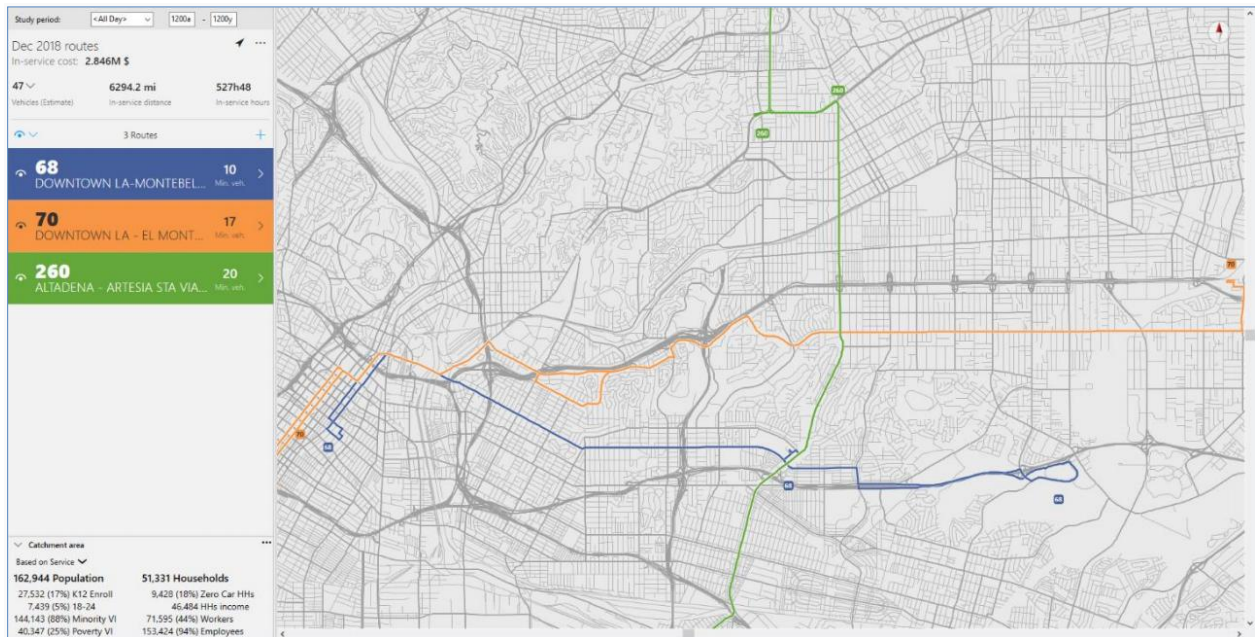 Study period: <All Day> 1200a - 1200y
Dec 2018 routes
In-service cost: 2.846M $
47 6294.2 mi 527h48
Vehicles (Estimate) In-service distance In-service hours
3 Routes
68 10
DOWNTOWN LA-MONTEBEL... Min. veh.
70 17
DOWNTOWN LA - EL MONT... Min. veh.
260 20
ALTADENA - ARTESIA STA VIA... Min. veh.
Catchment area
Based on Service
162,944 Population 51,331 Households
27,532 (17%) K12 Enroll 9,428 (18%) Zero Car HHs
7,439 (5%) 18-24 46,484 HHs income
144,143 (88%) Minority VI 71,595 (44%) Workers
40,347 (25%) Poverty VI 153,424 (94%) Employees
260
260
70
70
68
68
68